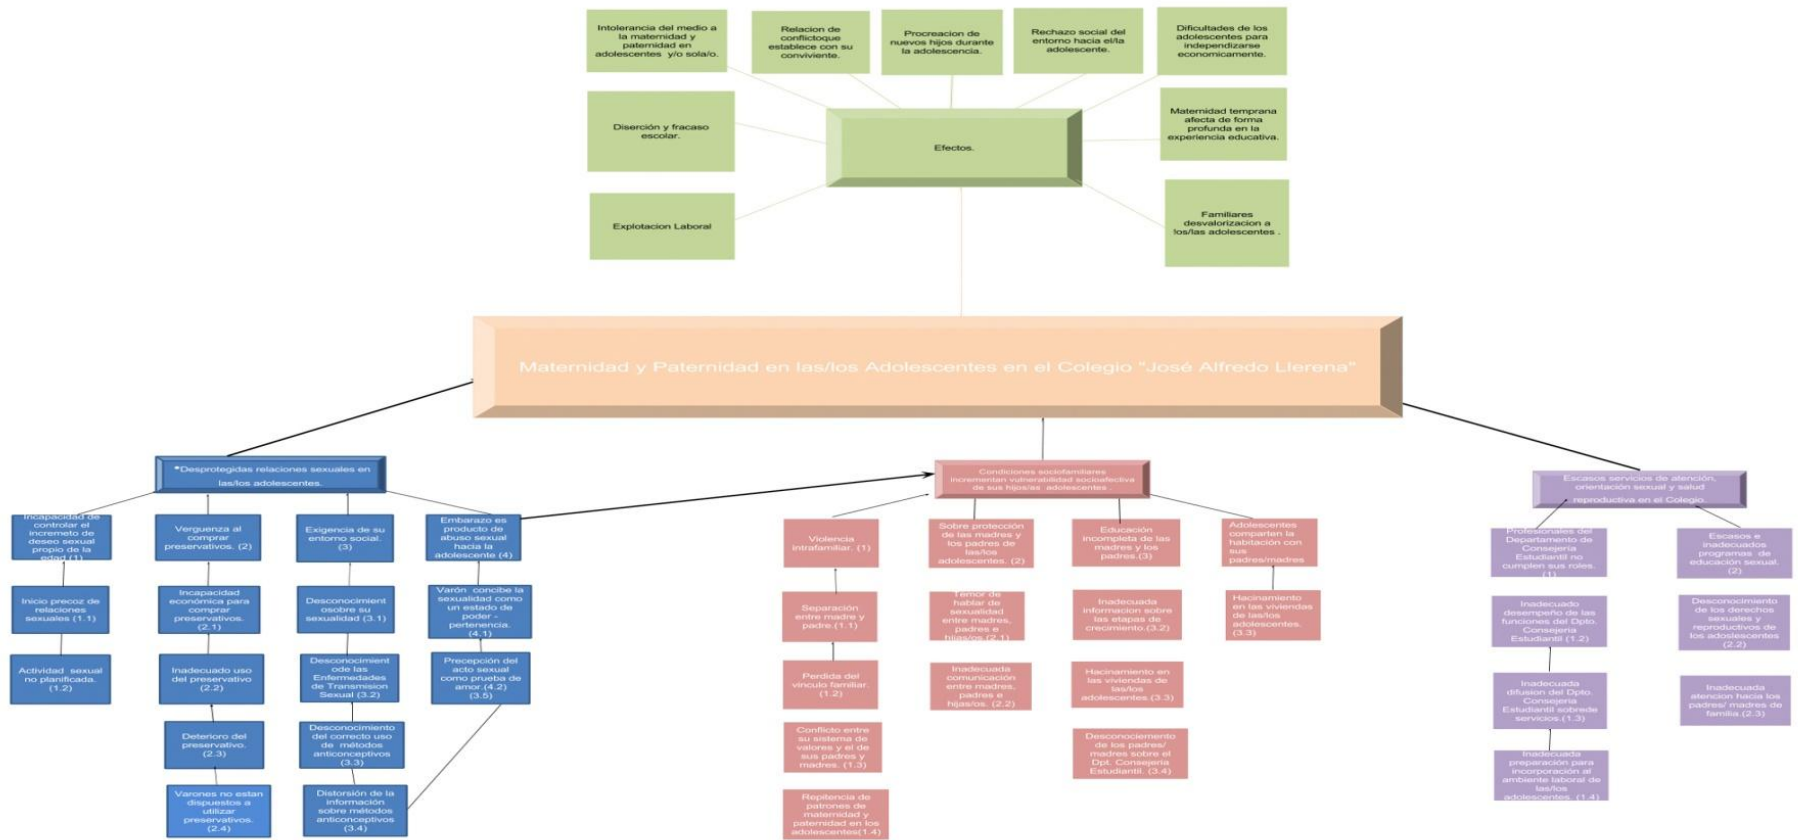 Intolerancia del medio a
la maternidad y
paternidad en
adolescentes y/o sola/o.
Relacion de
conflictoque
establece con su
conviviente.
Procreacion de
nuevos hijos durante
la adolescencia.
Rechazo social del
entorno hacia el/la
adolescente.
Dificultades de los
adolescentes para
independizarse
economicamente.
Diserción y fracaso
escolar.
Efectos.
Maternidad temprana
afecta de forma
profunda en la
experiencia educativa.
Explotacion Laboral
Familiares
desvalorizacion a
los/las adolescentes .
Maternidad y Paternidad en las/los Adolescentes en el Colegio "José Alfredo Llerena"
*Desprotegidas relaciones sexuales en
las/los adolescentes.
Incapacidad de
controlar el
incremeto de
deseo sexual
propio de la
edad (1)
Inicio precoz de
relaciones
sexuales (1.1)
Actividad sexual
no planificada.
(1.2)
Verguenza al
comprar
preservativos. (2)
Incapacidad
económica para
comprar
preservativos.
(2.1)
Inadecuado uso
del preservativo
(2.2)
Deterioro del
preservativo.
(2.3)
Varones no estan
dispuestos a
utilizar
preservativos.
(2.4)
Exigencia de su
entorno social.
(3)
Desconocimient
osobre su
sexualidad (3.1)
Desconocimient
ode las
Enfermedades
de Transmision
Sexual (3.2)
Desconocimiento
del correcto uso
de métodos
anticonceptivos
(3.3)
Distorsión de la
información
sobre métodos
anticonceptivos
(3.4)
Embarazo es
producto de
abuso sexual
hacia la
adolescente (4)
Varón concibe la
sexualidad como
un estado de
poder -
pertenencia.
(4.1)
Precepción del
acto sexual
como prueba de
amor.(4.2)
(3.5)
Condiciones sociofamiliares
incrementan vulnerabilidad socioafectiva
de sus hijos/as adolescentes .
Violencia
intrafamiliar. (1)
Separación
entre madre y
padre (1.1)
Perdida del
vinculo familiar.
(1.2)
Conflicto entre
su sistema de
valores y el de
sus padres y
madres. (1.3)
Repitencia de
patrones de
maternidad y
paternidad en los
adolescentes(1.4)
Sobre protección
de las madres y
los padres de
las/los
adolescentes. (2)
Temor de
hablar de
sexualidad
entre madres,
padres e
hijas/os.(2.1)
Inadecuada
comunicación
entre madres,
padres e
hijas/os. (2.2)
Educación
incompleta de
las madres y los
padres.(3)
Inadecuada
informacion sobre
las etapas de
crecimiento.(3.2)
Hacinamiento en
las viviendas de
las/los
adolescentes.(3.3)
Desconociemento
de los padres/
madres sobre el
Dpt. Consejeria
Estudiantil. (3.4)
Adolescentes
comparten la
habitación con
sus
padres/madres
Hacinamiento
en las viviendas
de las/los
adolescentes.
(3.3)
Escasos servicios de atención,
orientación sexual y salud
reproductiva en el Colegio.
Profesionales del
Departamento de
Consejería
Estudiantil no
cumplen sus roles.
(1)
Inadecuado
desempeño de las
funciones del Dpto.
Consejeria
Estudiantil (1.2)
Inadecuada
difusion del Dpto.
Consejeria
Estudiantil sobrede
servicios.(1.3)
Inadecuada
preparación para
incorporación al
ambiente laboral de
las/los
adolescentes. (1.4)
Escasos e
inadecuados
programas de
educación sexual.
(2)
Desconocimiento
de los derechos
sexuales y
reproductivos de
los adoslescentes
(2.2)
Inadecuada
atencion hacia los
padres/ madres de
familia.(2.3)